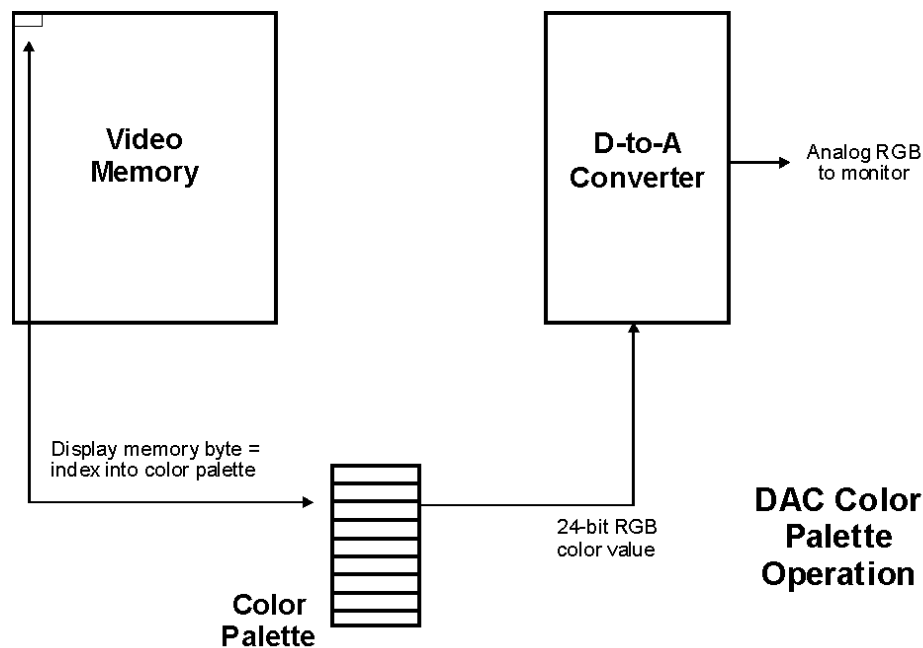 Video
Memory
D-to-A
Converter
Analog RGB
to monitor
Display memory byte =
index into color palette
24-bit RGB
color value
Color
Palette
DAC Color
Palette
Operation